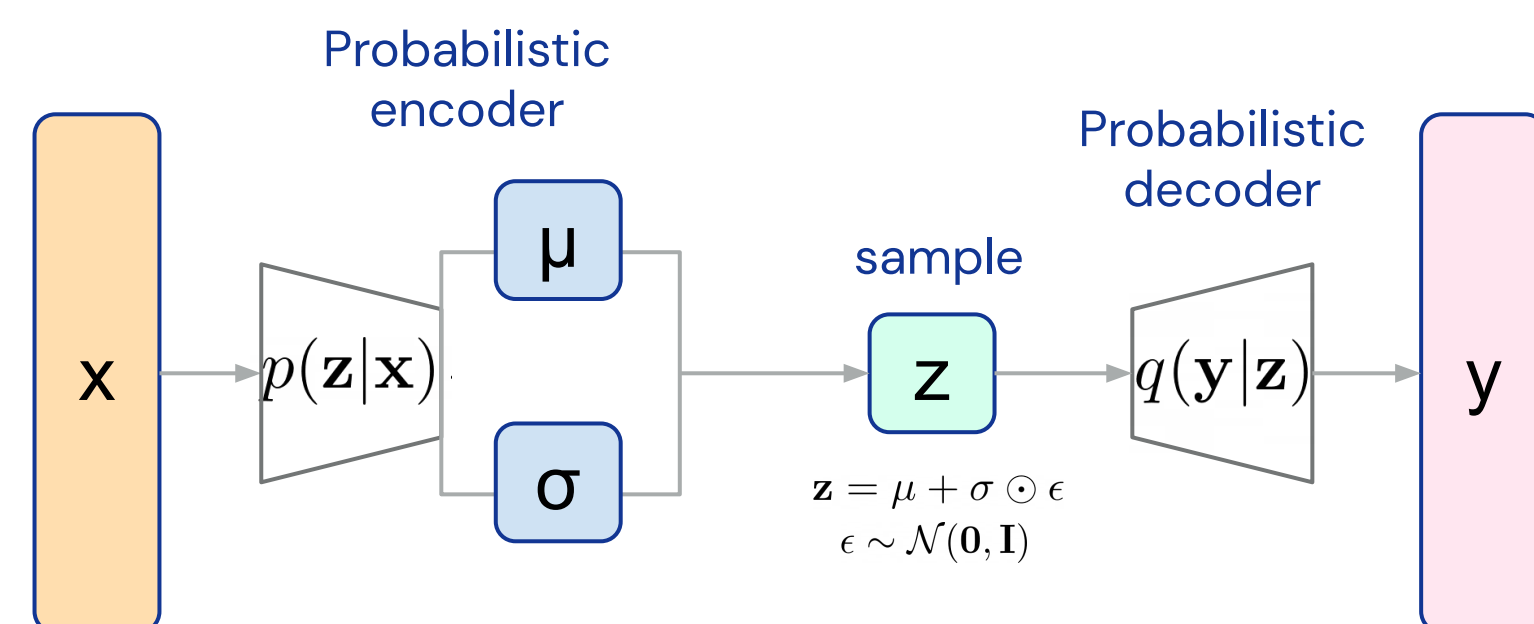 Probabilistic
encoder
Probabilistic
decoder
μ
sample
x
p(z|x)
z
q(y|z)
y
σ
z = μ + σ ⊙ ϵ
ϵ ∼ 𝒩(0, I)